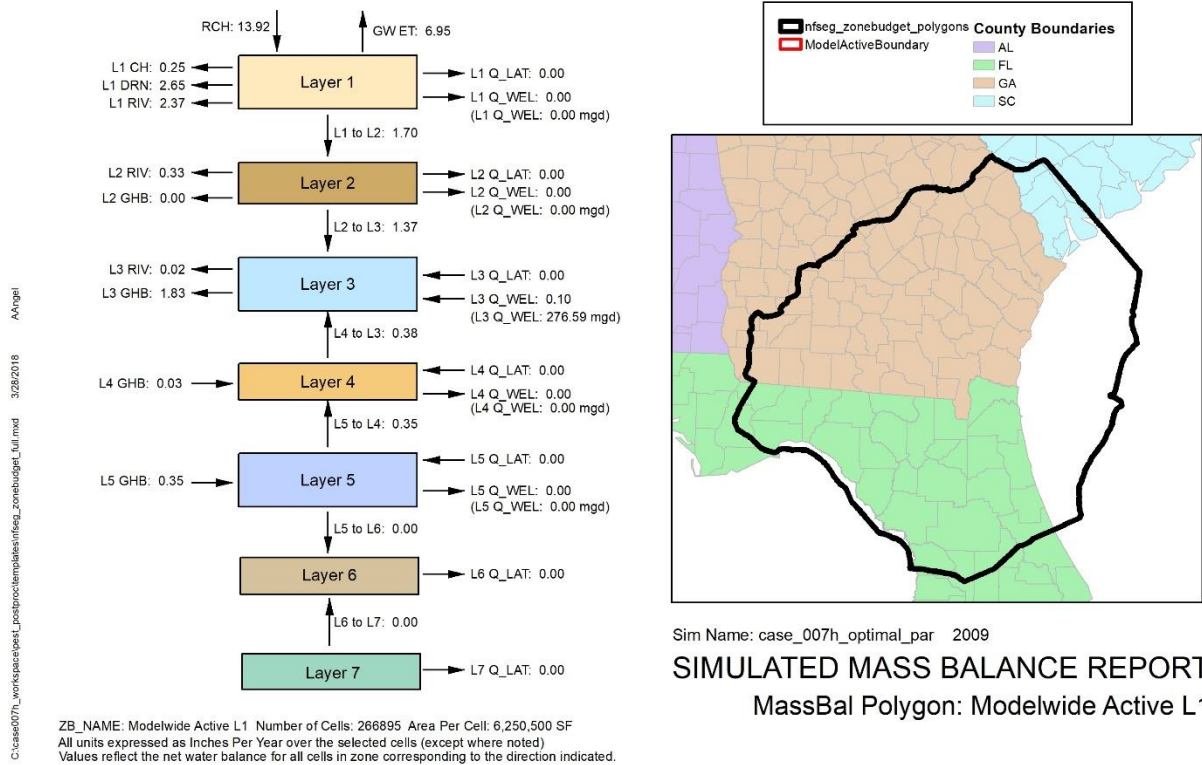 RCH: 13.92
GW ET: 6.95
L1 CH: 0.25
L1 DRN: 2.65
L1 RIV: 2.37
Layer 1
L1 Q_LAT: 0.00
L1 Q_WEL: 0.00
(L1 Q_WEL: 0.00 mgd)
L1 to L2: 1.70
L2 RIV: 0.33
L2 GHB: 0.00
Layer 2
L2 Q_LAT: 0.00
L2 Q_WEL: 0.00
(L2 Q_WEL: 0.00 mgd)
L2 to L3: 1.37
L3 RIV: 0.02
L3 GHB: 1.83
Layer 3
L3 Q_LAT: 0.00
L3 Q_WEL: 0.10
(L3 Q_WEL: 276.59 mgd)
L4 to L3: 0.38
L4 GHB: 0.03
Layer 4
L4 Q_LAT: 0.00
L4 Q_WEL: 0.00
(L4 Q_WEL: 0.00 mgd)
L5 to L4: 0.35
L5 GHB: 0.35
Layer 5
L5 Q_LAT: 0.00
L5 Q_WEL: 0.00
(L5 Q_WEL: 0.00 mgd)
L5 to L6: 0.00
Layer 6
L6 Q_LAT: 0.00
L6 to L7: 0.00
Layer 7
L7 Q_LAT: 0.00
ZB_NAME: Modelwide Active L1 Number of Cells: 266895 Area Per Cell: 6,250,500 SF
All units expressed as Inches Per Year over the selected cells (except where noted)
Values reflect the net water balance for all cells in zone corresponding to the direction indicated.
C:\case007h_workspace\pest_postproc\templates\nfseg_zonebudget_full.mxd 3/28/2018 AAngel
nfseg_zonebudget_polygons
ModelActiveBoundary
County Boundaries
AL
FL
GA
SC
Sim Name: case_007h_optimal_par 2009
SIMULATED MASS BALANCE REPORT
MassBal Polygon: Modelwide Active L1